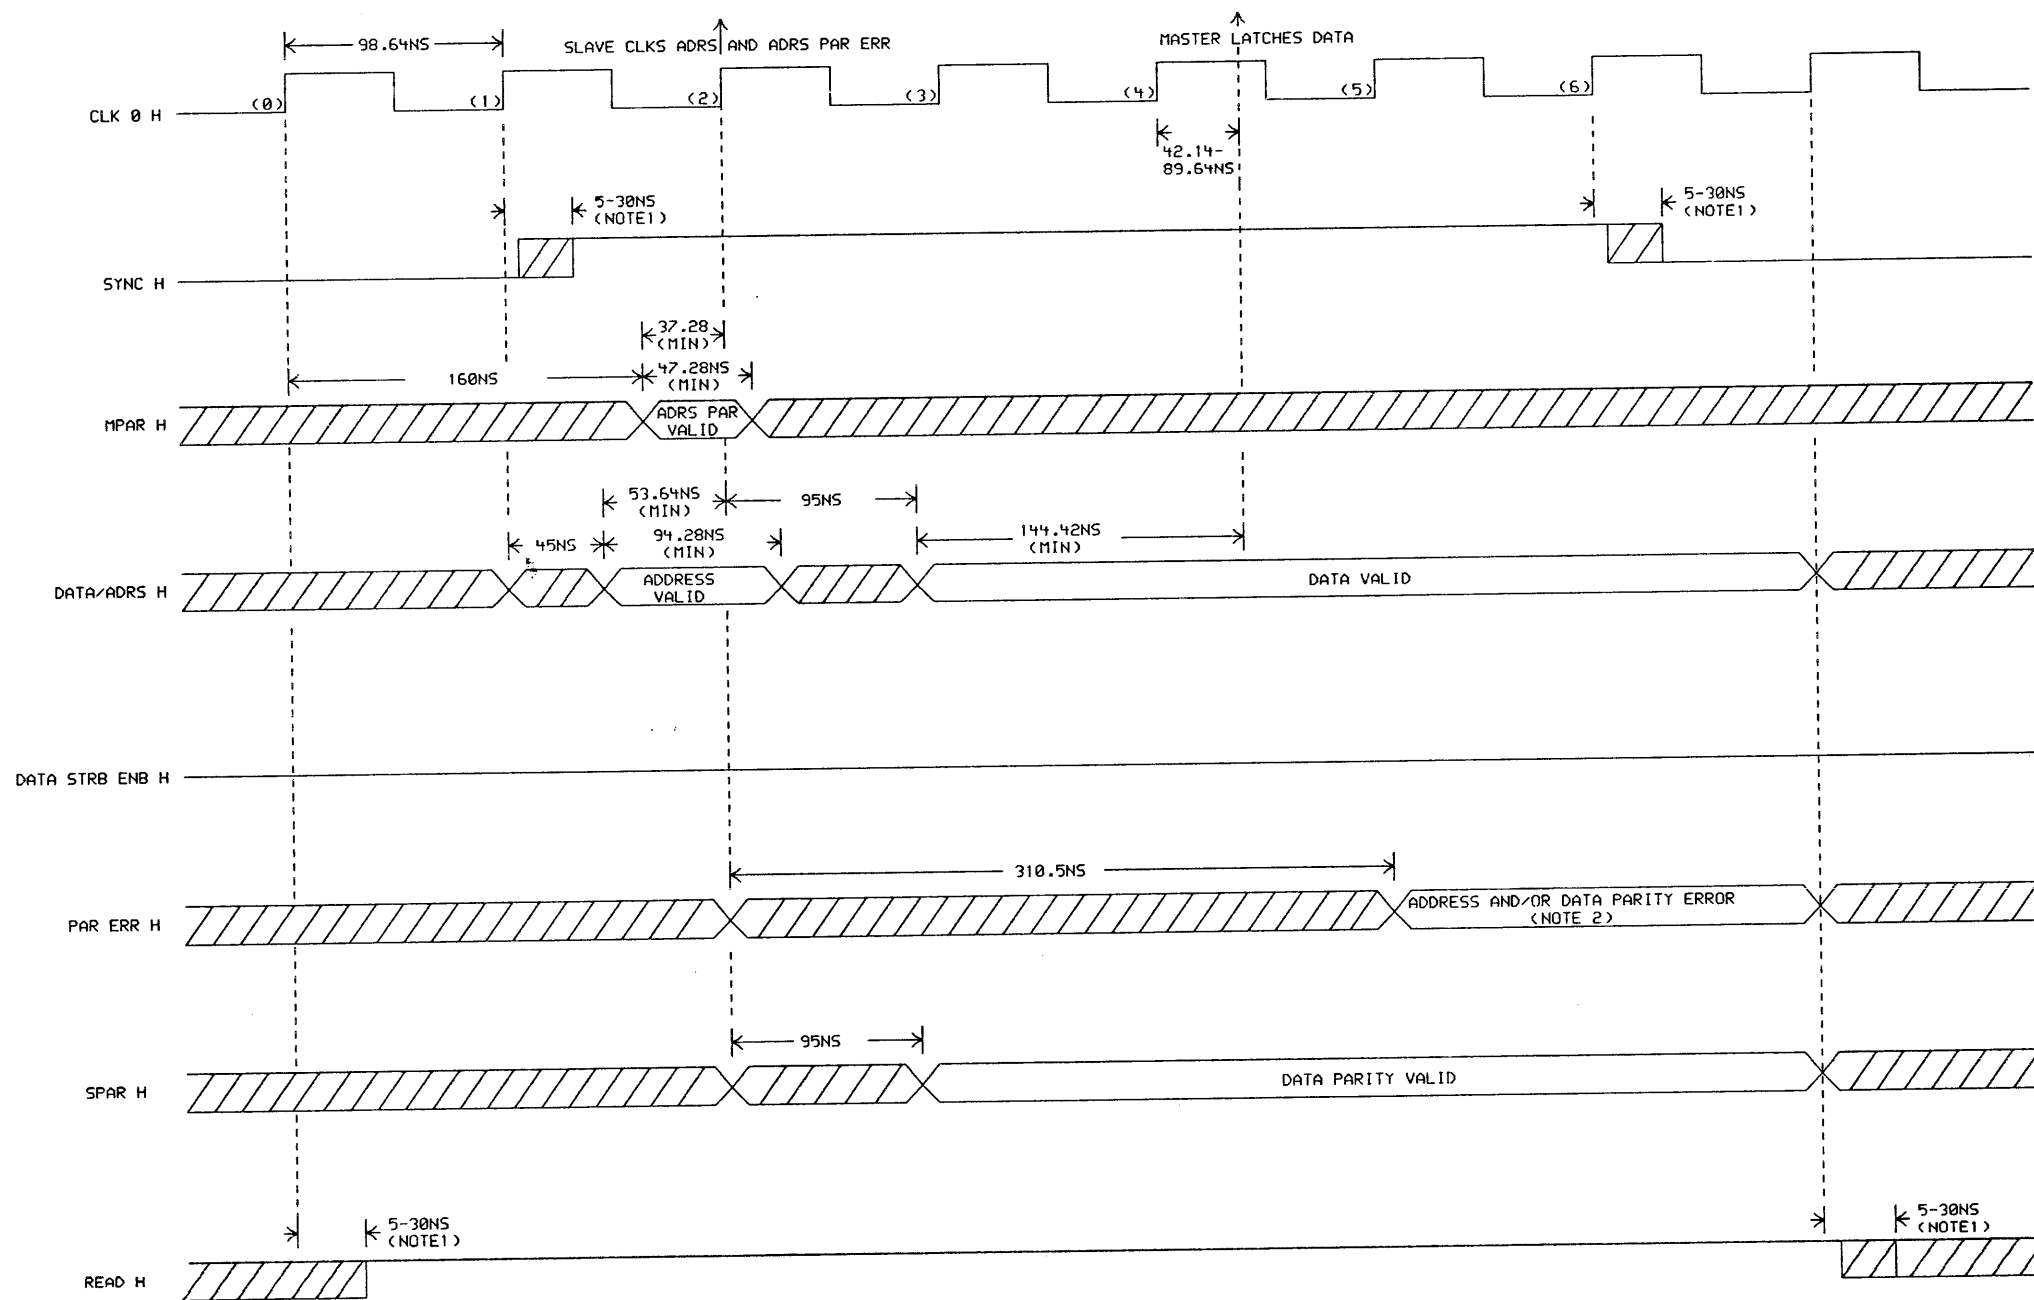 98.64NS
SLAVE CLKS ADRS AND ADRS PAR ERR
MASTER LATCHES DATA
CLK 0 H
(0)
(1)
(2)
(3)
(4)
(5)
(6)
42.14-
89.64NS
5-30NS
(NOTE1)
5-30NS
(NOTE1)
SYNC H
37.28
(MIN)
160NS
47.28NS
(MIN)
MPAR H
ADRS PAR
VALID
53.64NS
(MIN)
95NS
45NS
94.28NS
(MIN)
144.42NS
(MIN)
DATA/ADRS H
ADDRESS
VALID
DATA VALID
DATA STRB ENB H
310.5NS
PAR ERR H
ADDRESS AND/OR DATA PARITY ERROR
(NOTE 2)
95NS
SPAR H
DATA PARITY VALID
5-30NS
(NOTE1)
5-30NS
(NOTE1)
READ H